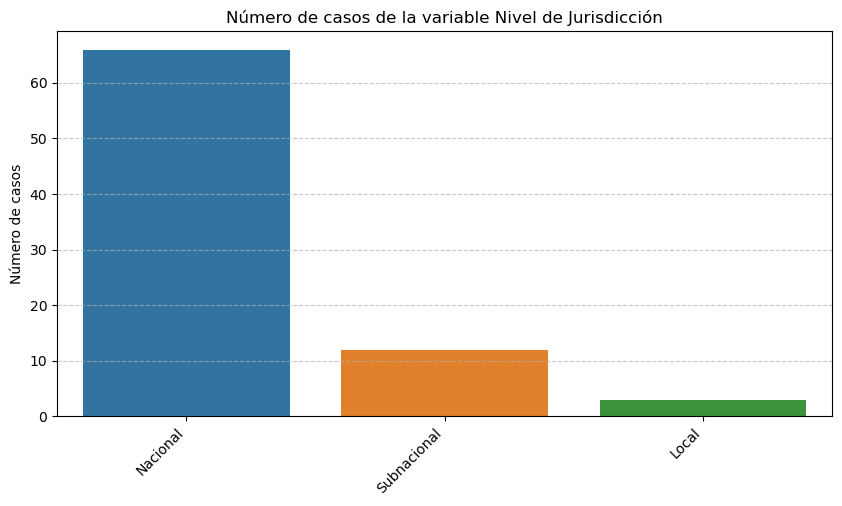 Número de casos de la variable Nivel de Jurisdicción
Número de casos
60
50
40
30
20
10
0
Nacional
Subnacional
Local